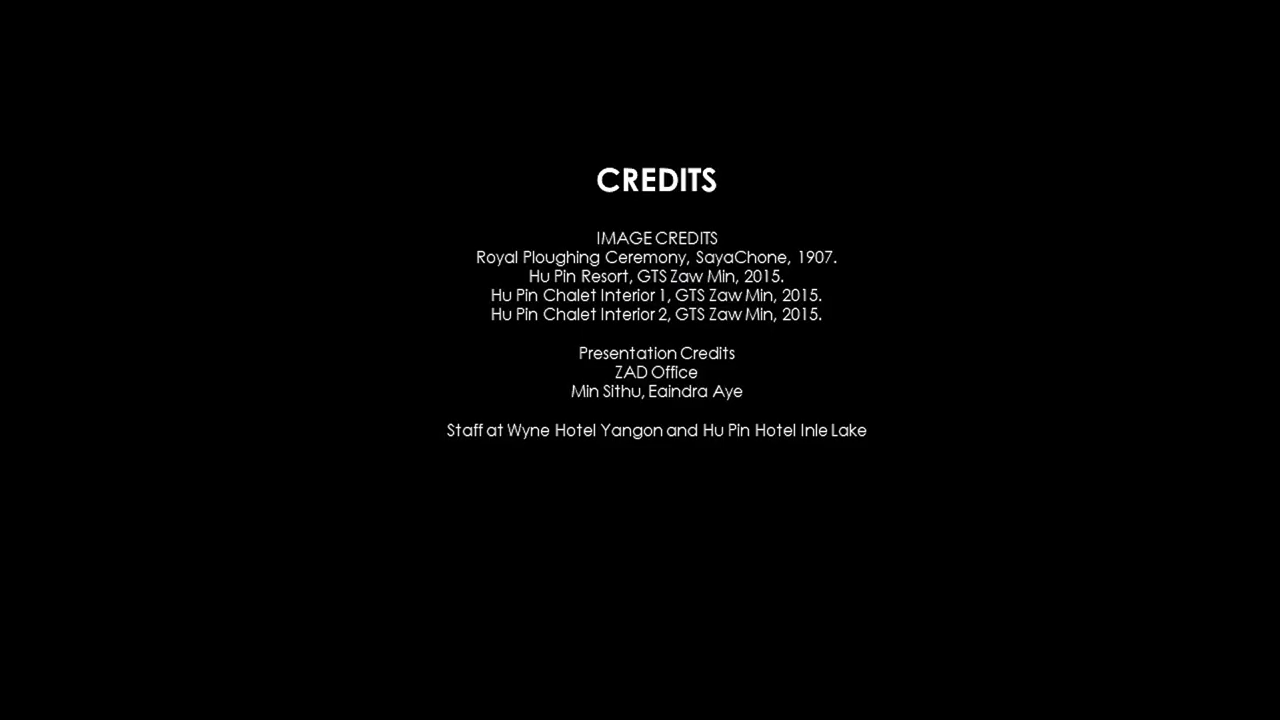 CREDITS
IMAGE CREDITS
Royal Ploughing Ceremony, SayaChone, 1907.
Hu Pin Resort, GTS Zaw Min, 2015.
Hu Pin Chalet Interior 1, GTS Zaw Min, 2015.
Hu Pin Chalet Interior 2, GTS Zaw Min, 2015.
Presentation Credits
ZAD Office
Min Sithu, Eaindra Aye
Staff at Wyne Hotel Yangon and Hu Pin Hotel Inle Lake